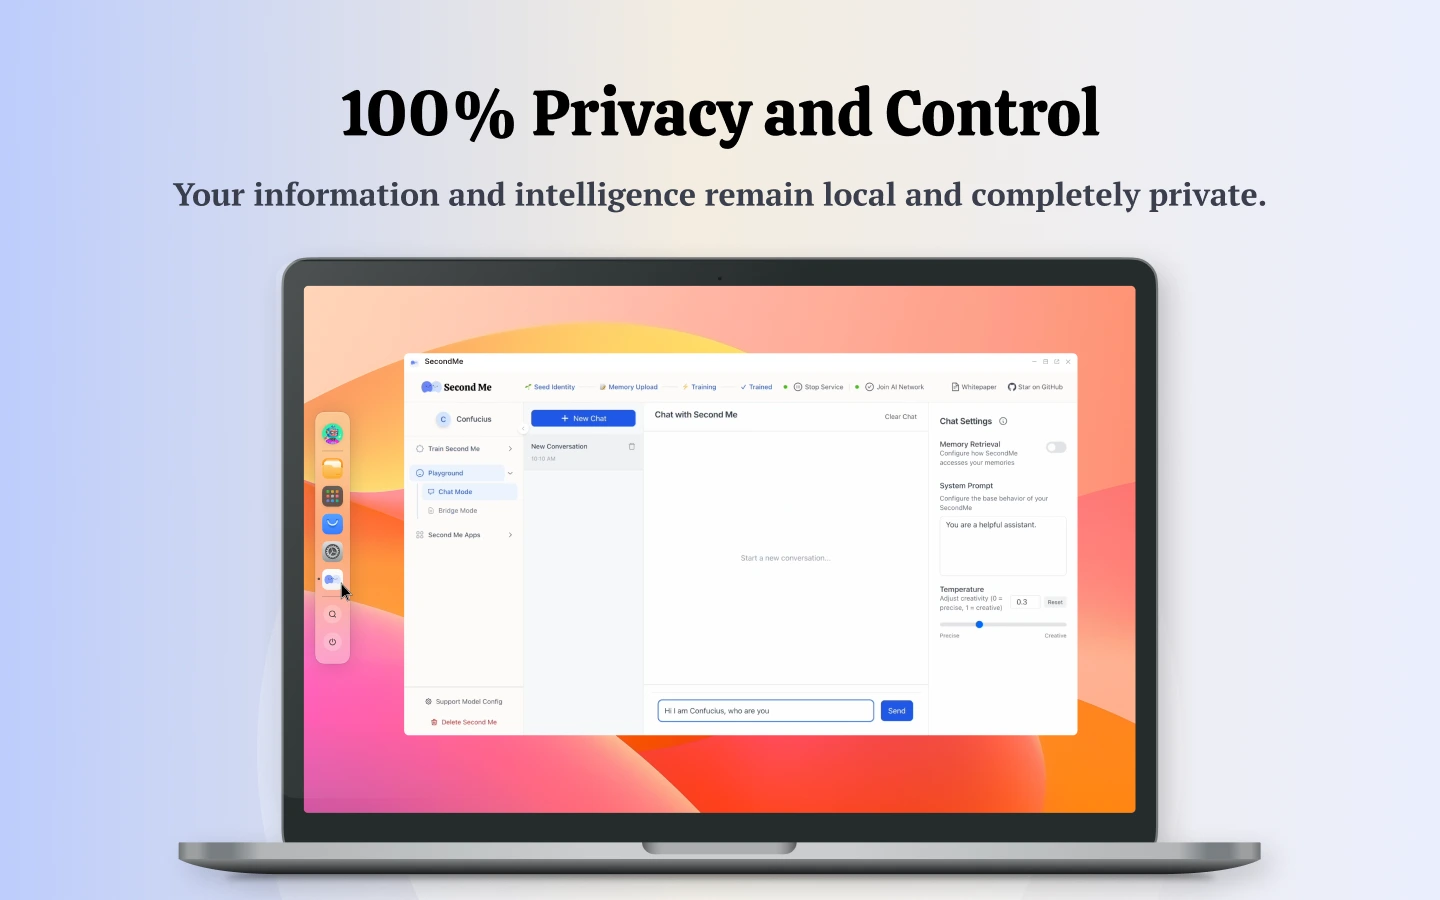 100% Privacy and Control
Your information and intelligence remain local and completely private.
SecondMe
Second Me
Seed Identity
Memory Upload
Training
Trained
Stop Service
Join AI Network
Whitepaper
Star on GitHub
C
Confucius
Train Second Me
Playground
Chat Mode
Bridge Mode
Second Me Apps
Support Model Config
Delete Second Me
+ New Chat
New Conversation
10:10 AM
Chat with Second Me
Clear Chat
Start a new conversation...
Hi I am Confucius, who are you
Send
Chat Settings
Memory Retrieval
Configure how SecondMe
accesses your memories
System Prompt
Configure the base behavior of your
SecondMe
You are a helpful assistant.
Temperature
Adjust creativity (0 =
precise, 1 = creative)
0.3
Reset
Precise
Creative